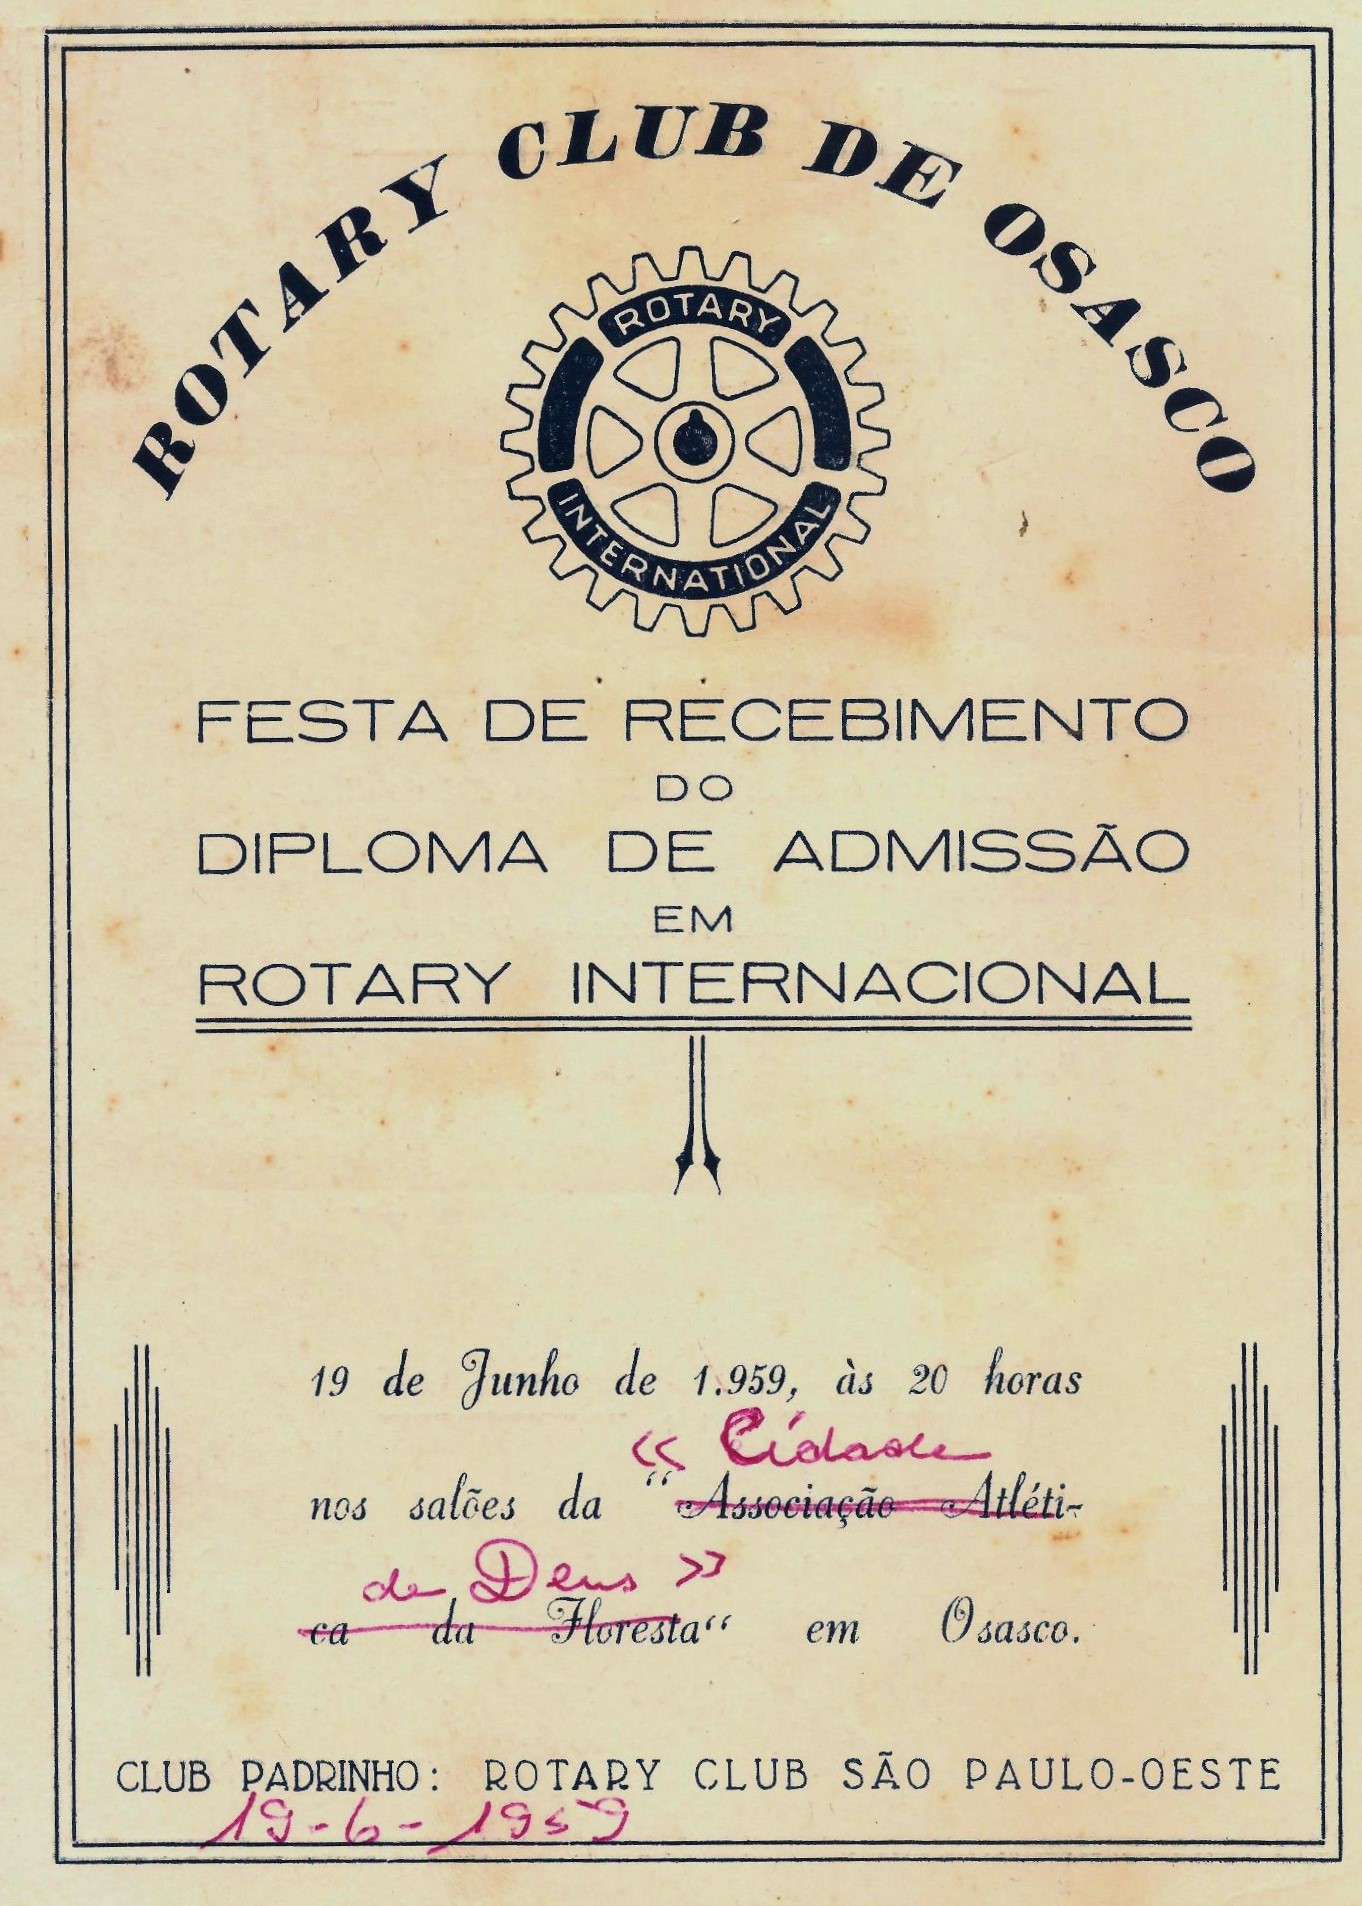 ROTARY CLUB DE OSASCO
ROTARY
INTERNATIONAL
FESTA DE RECEBIMENTO
DO
DIPLOMA DE ADMISSÃO
EM
ROTARY INTERNACIONAL
19 de Junho de 1.959, às 20 horas
« Cidade
nos salões da “Associação Atléti-
de Deus »
ca da Floresta“ em Osasco.
CLUB PADRINHO: ROTARY CLUB SÃO PAULO-OESTE
19-6-1959